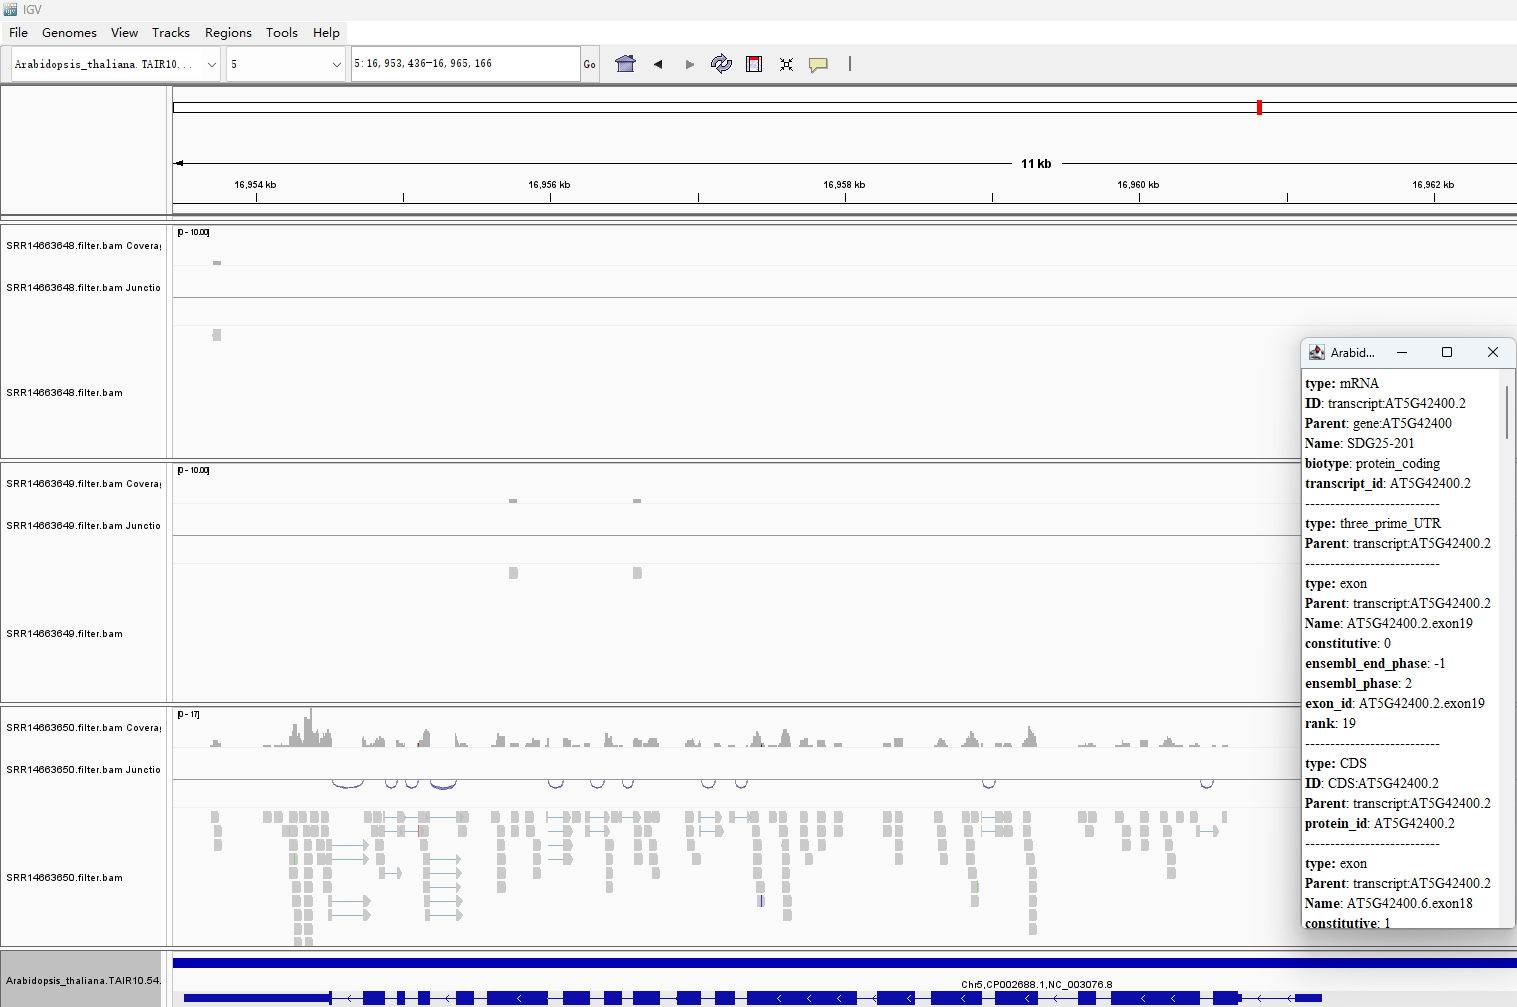 IGV
File Genomes View Tracks Regions Tools Help
Arabidopsis_thaliana.TAIR10... 5 5:16,953,436-16,965,166 Go
11 kb
16,954 kb 16,956 kb 16,958 kb 16,960 kb 16,962 kb
[0 - 10.00]
SRR14663648.filter.bam Covera
SRR14663648.filter.bam Junctio
SRR14663648.filter.bam
[0 - 10.00]
SRR14663649.filter.bam Covera
SRR14663649.filter.bam Junctio
SRR14663649.filter.bam
[0 - 17]
SRR14663650.filter.bam Covera
SRR14663650.filter.bam Junctio
SRR14663650.filter.bam
Arabidopsis_thaliana.TAIR10.54.
Chr5,CP002688.1,NC_003076.8
Arabid...
type: mRNA
ID: transcript:AT5G42400.2
Parent: gene:AT5G42400
Name: SDG25-201
biotype: protein_coding
transcript_id: AT5G42400.2
---------------------------
type: three_prime_UTR
Parent: transcript:AT5G42400.2
---------------------------
type: exon
Parent: transcript:AT5G42400.2
Name: AT5G42400.2.exon19
constitutive: 0
ensembl_end_phase: -1
ensembl_phase: 2
exon_id: AT5G42400.2.exon19
rank: 19
---------------------------
type: CDS
ID: CDS:AT5G42400.2
Parent: transcript:AT5G42400.2
protein_id: AT5G42400.2
---------------------------
type: exon
Parent: transcript:AT5G42400.2
Name: AT5G42400.6.exon18
constitutive: 1